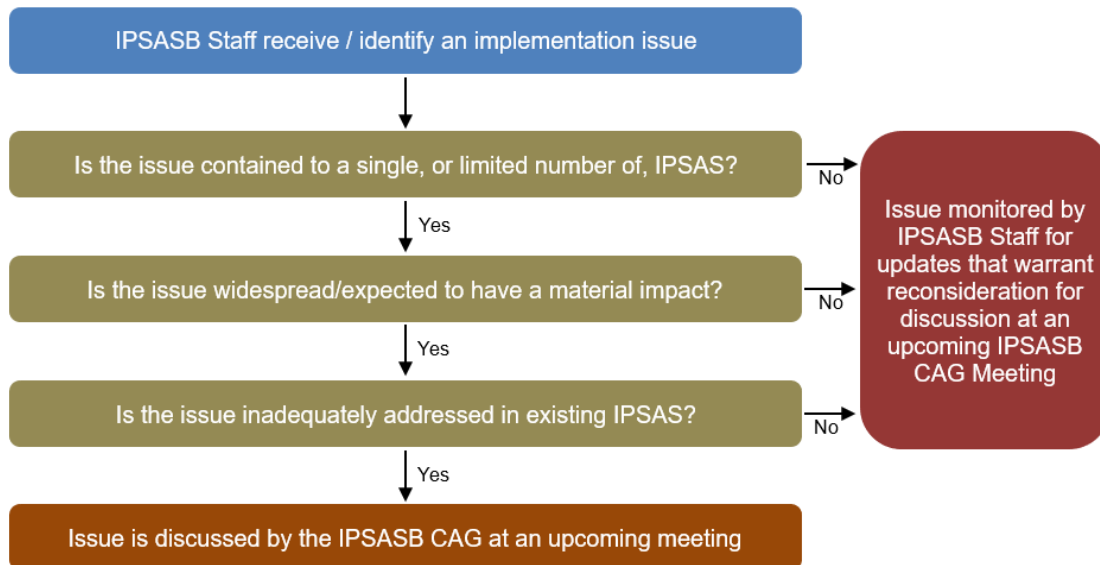 IPSASB Staff receive / identify an implementation issue
Is the issue contained to a single, or limited number of, IPSAS?
No
Yes
Is the issue widespread/expected to have a material impact?
No
Yes
Is the issue inadequately addressed in existing IPSAS?
No
Yes
Issue is discussed by the IPSASB CAG at an upcoming meeting
Issue monitored by
IPSASB Staff for
updates that warrant
reconsideration for
discussion at an
upcoming IPSASB
CAG Meeting